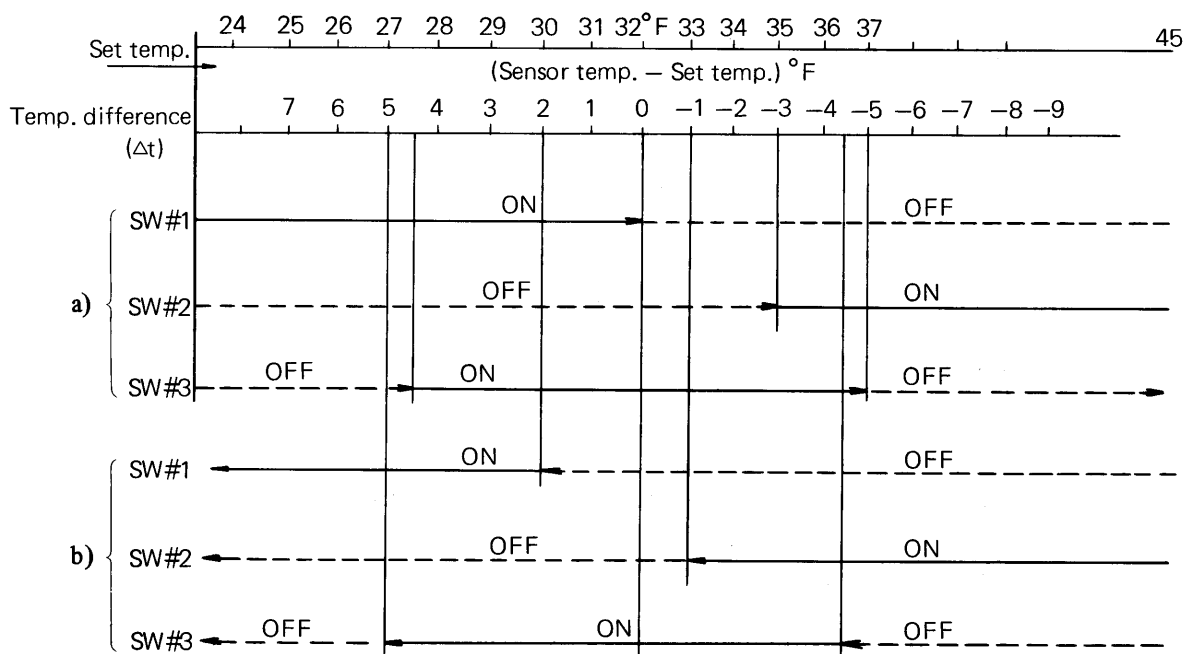 24 25 26 27 28 29 30 31 32°F 33 34 35 36 37 45
Set temp.
(Sensor temp. – Set temp.) °F
7 6 5 4 3 2 1 0 –1 –2 –3 –4 –5 –6 –7 –8 –9
Temp. difference
(Δt)
SW#1 ON OFF
a) SW#2 OFF ON
SW#3 OFF ON OFF
SW#1 ON OFF
b) SW#2 OFF ON
SW#3 OFF ON OFF